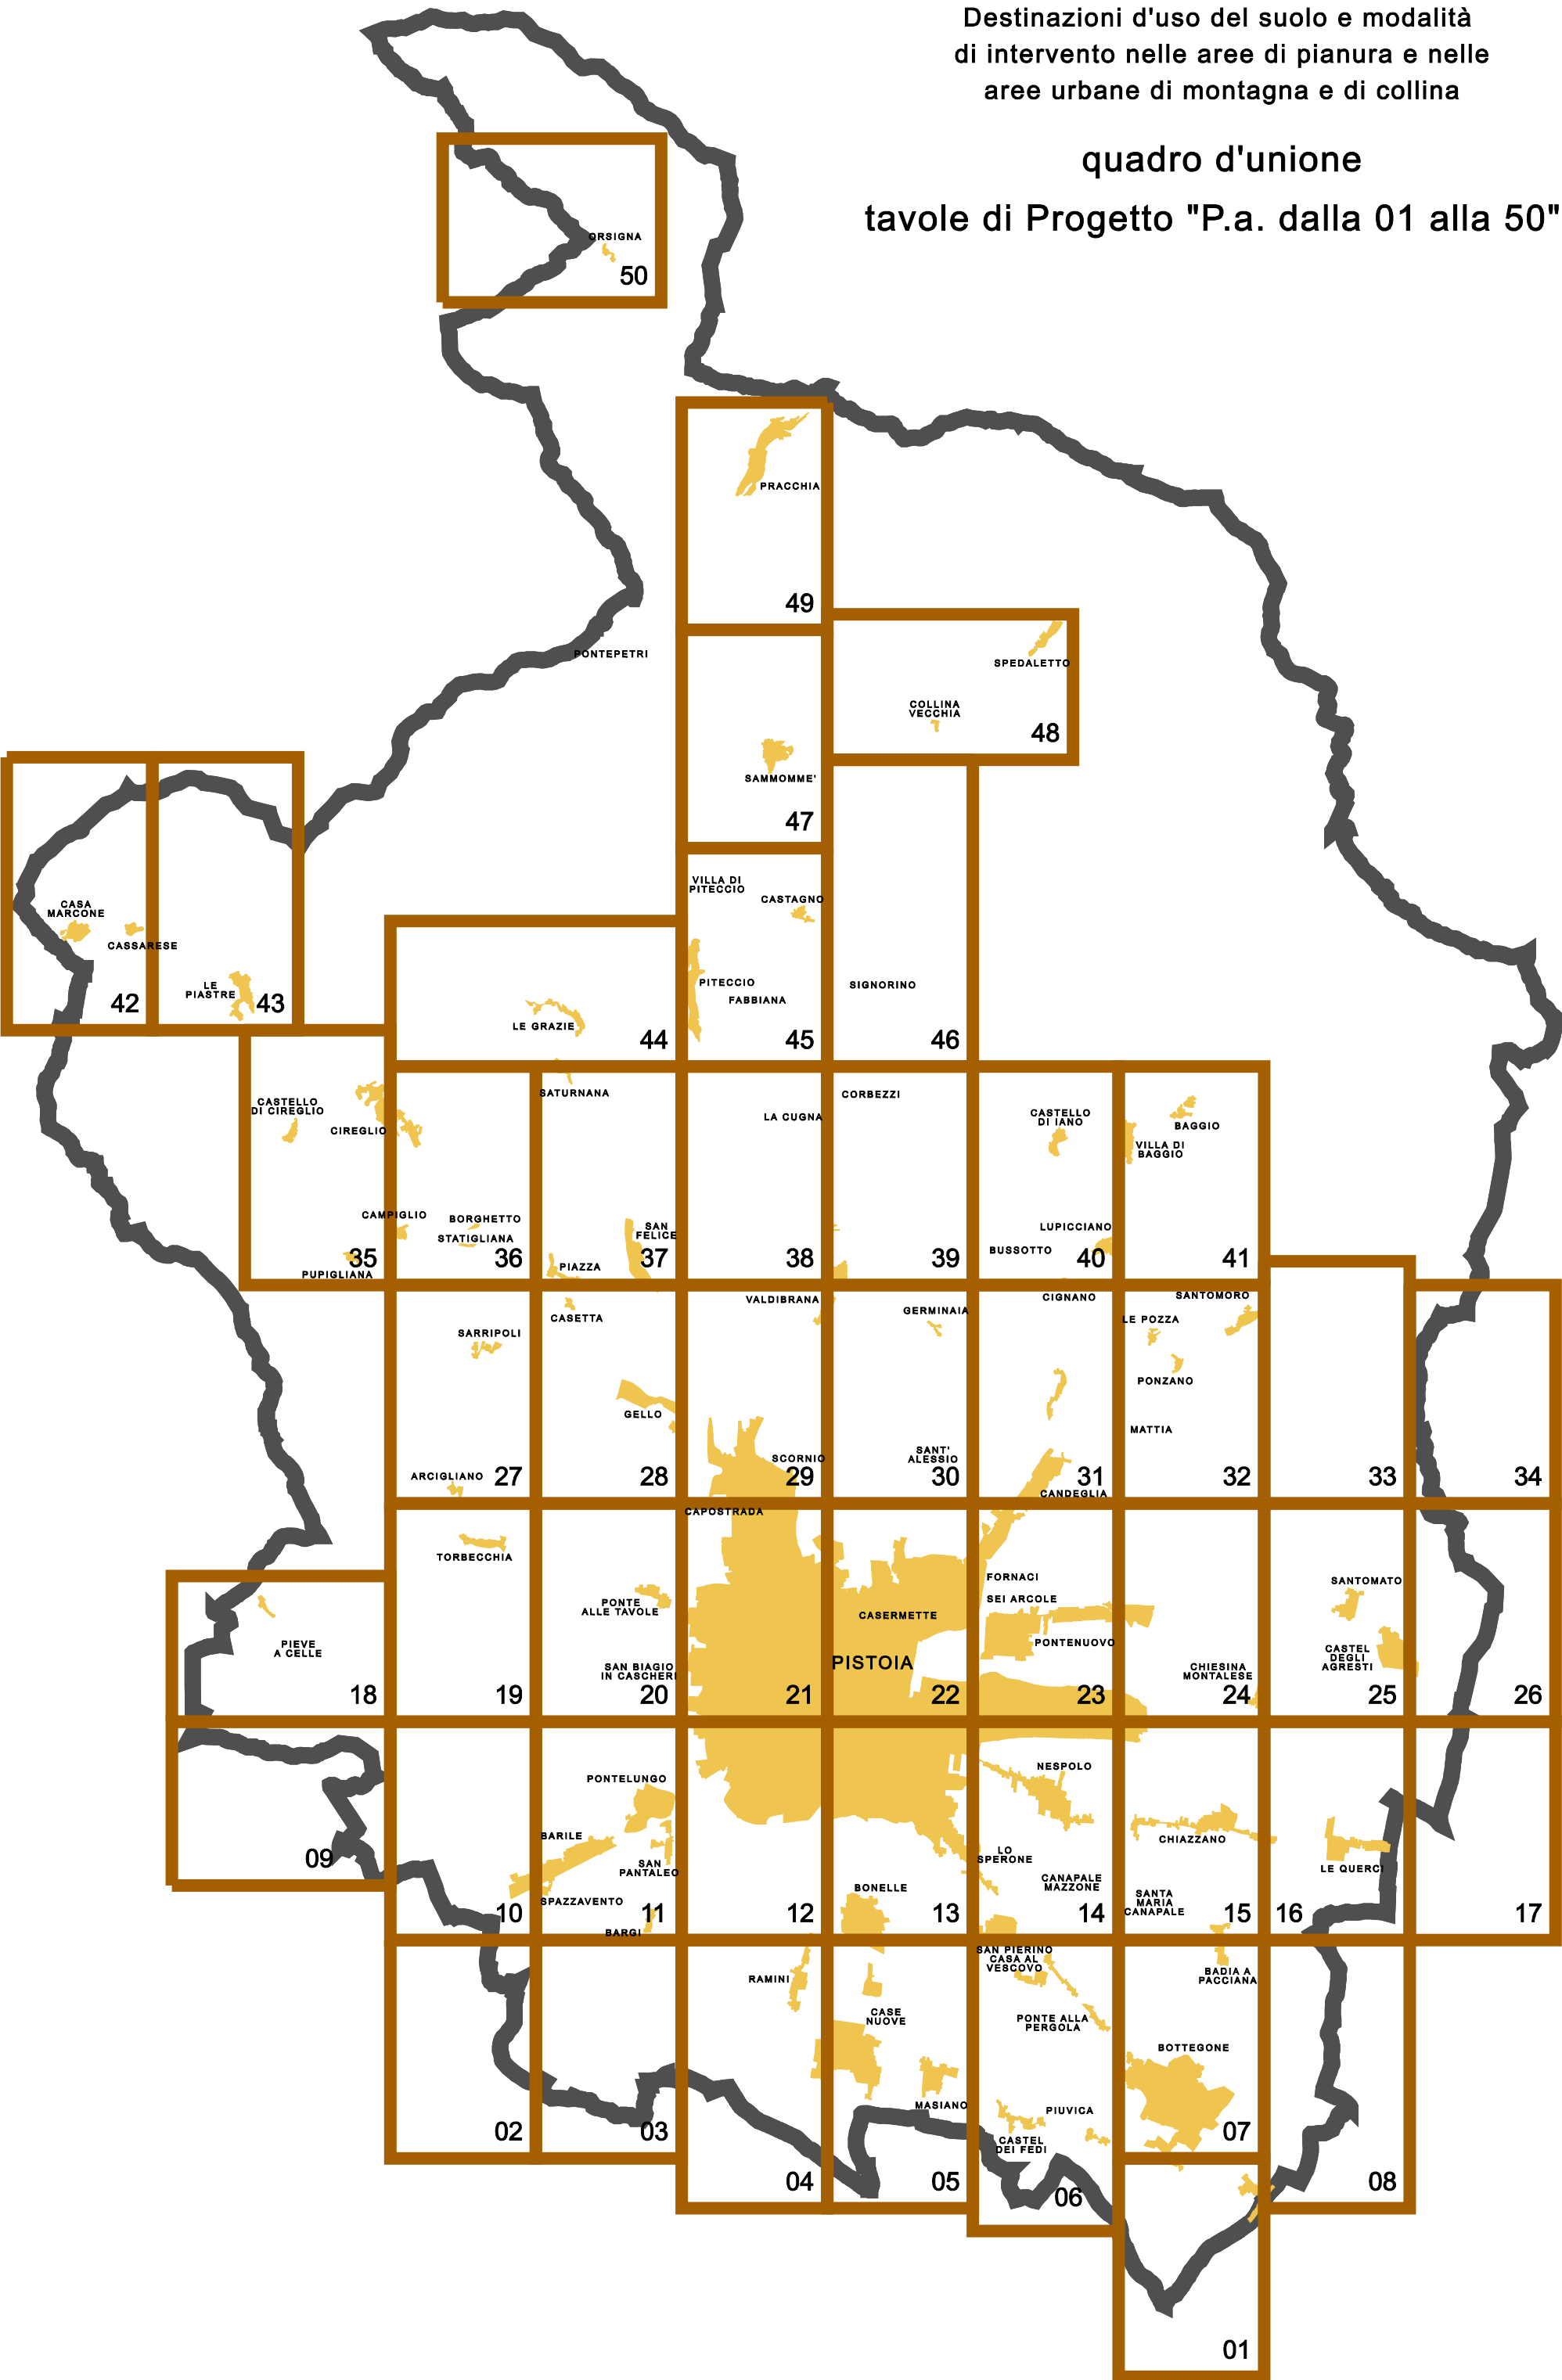 Destinazioni d'uso del suolo e modalità
di intervento nelle aree di pianura e nelle
aree urbane di montagna e di collina
quadro d'unione
tavole di Progetto "P.a. dalla 01 alla 50"
ORSIGNA
50
PRACCHIA
49
PONTEPETRI
SPEDALETTO
COLLINA
VECCHIA
48
SAMMOMME'
47
VILLA DI
PITECCIO
CASTAGNO
CASA
MARCONE
CASSARESE
LE
PIASTRE
42
43
PITECCIO
FABBIANA
SIGNORINO
LE GRAZIE
44
45
46
SATURNANA
CASTELLO
DI CIREGLIO
CIREGLIO
LA CUGNA
CORBEZZI
CASTELLO
DI IANO
BAGGIO
VILLA DI
BAGGIO
CAMPIGLIO
BORGHETTO
STATIGLIANA
SAN
FELICE
LUPICCIANO
BUSSOTTO
PIAZZA
PUPIGLIANA
35
36
37
38
39
40
41
VALDIBRANA
GERMINAIA
CIGNANO
SANTOMORO
CASETTA
SARRIPOLI
LE POZZA
PONZANO
GELLO
MATTIA
SCORNIO
SANT'
ALESSIO
ARCIGLIANO
CANDEGLIA
27
28
29
30
31
32
33
34
CAPOSTRADA
TORBECCHIA
FORNACI
SEI ARCOLE
SANTOMATO
PONTE
ALLE TAVOLE
CASERMETTE
PONTENUOVO
PIEVE
A CELLE
CASTEL
DEGLI
AGRESTI
PISTOIA
SAN BIAGIO
IN CASCHERI
CHIESINA
MONTALESE
18
19
20
21
22
23
24
25
26
PONTELUNGO
NESPOLO
BARILE
CHIAZZANO
LO
SPERONE
SAN
PANTALEO
LE QUERCI
09
CANAPALE
MAZZONE
BONELLE
SPAZZAVENTO
SANTA
MARIA
CANAPALE
BARGI
10
11
12
13
14
15
16
17
SAN PIERINO
CASA AL
VESCOVO
RAMINI
BADIA A
PACCIANA
CASE
NUOVE
PONTE ALLA
PERGOLA
BOTTEGONE
MASIANO
PIUVICA
CASTEL
DEI FEDI
02
03
07
04
05
06
08
01